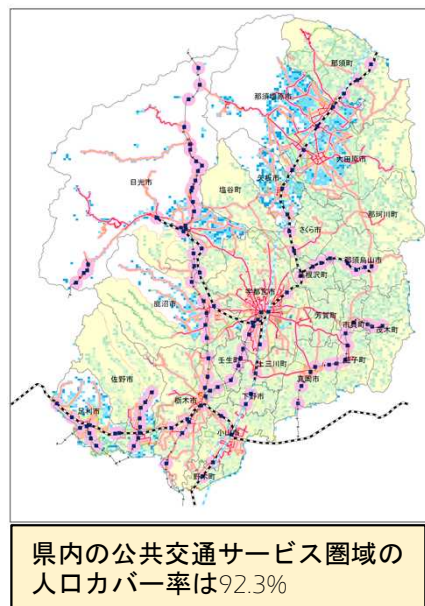 那須町
那須塩原市
大田原市
日光市
矢板市
塩谷町
那珂川町
さくら市
那須烏山市
高根沢町
宇都宮市
鹿沼市
芳賀町
市貝町
茂木町
壬生町
上三川町
益子町
真岡市
佐野市
栃木市
下野市
足利市
小山市
野木町
県内の公共交通サービス圏域の
人口カバー率は92.3%